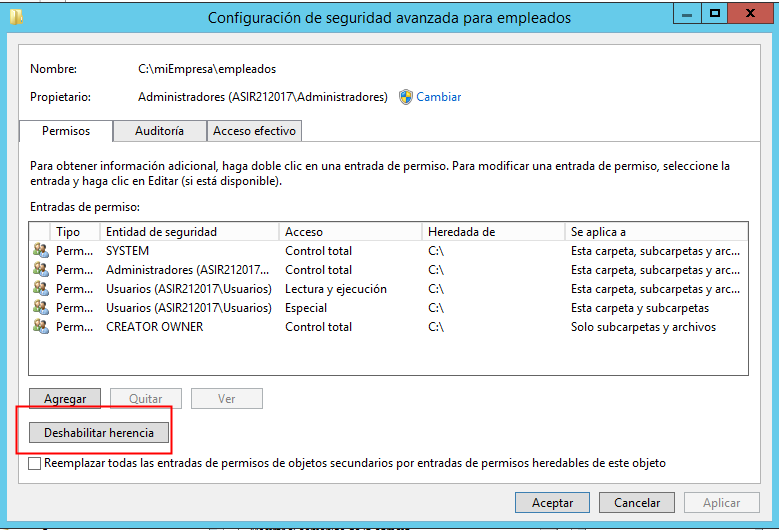 Configuración de seguridad avanzada para empleados
Nombre: C:\miEmpresa\empleados
Propietario: Administradores (ASIR212017\Administradores) Cambiar
Permisos Auditoría Acceso efectivo
Para obtener información adicional, haga doble clic en una entrada de permiso. Para modificar una entrada de permiso, seleccione la
entrada y haga clic en Editar (si está disponible).
Entradas de permiso:
Tipo Entidad de seguridad Acceso Heredada de Se aplica a
Perm... SYSTEM Control total C:\ Esta carpeta, subcarpetas y arc...
Perm... Administradores (ASIR212017... Control total C:\ Esta carpeta, subcarpetas y arc...
Perm... Usuarios (ASIR212017\Usuarios) Lectura y ejecución C:\ Esta carpeta, subcarpetas y arc...
Perm... Usuarios (ASIR212017\Usuarios) Especial C:\ Esta carpeta y subcarpetas
Perm... CREATOR OWNER Control total C:\ Solo subcarpetas y archivos
Agregar Quitar Ver
Deshabilitar herencia
Reemplazar todas las entradas de permisos de objetos secundarios por entradas de permisos heredables de este objeto
Aceptar Cancelar Aplicar